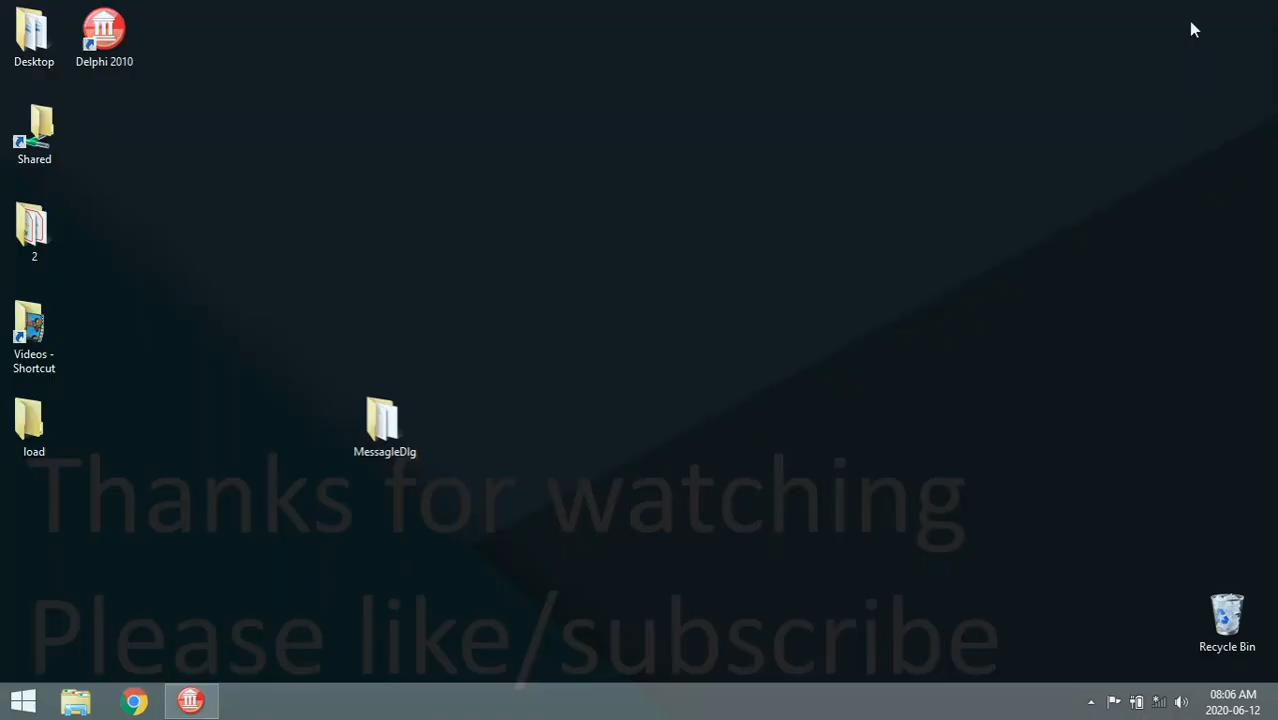 Desktop
Delphi 2010
Shared
2
Videos -
Shortcut
load
MessagleDlg
Thanks for watching
Please like/subscribe
Recycle Bin
08:06 AM
2020-06-12